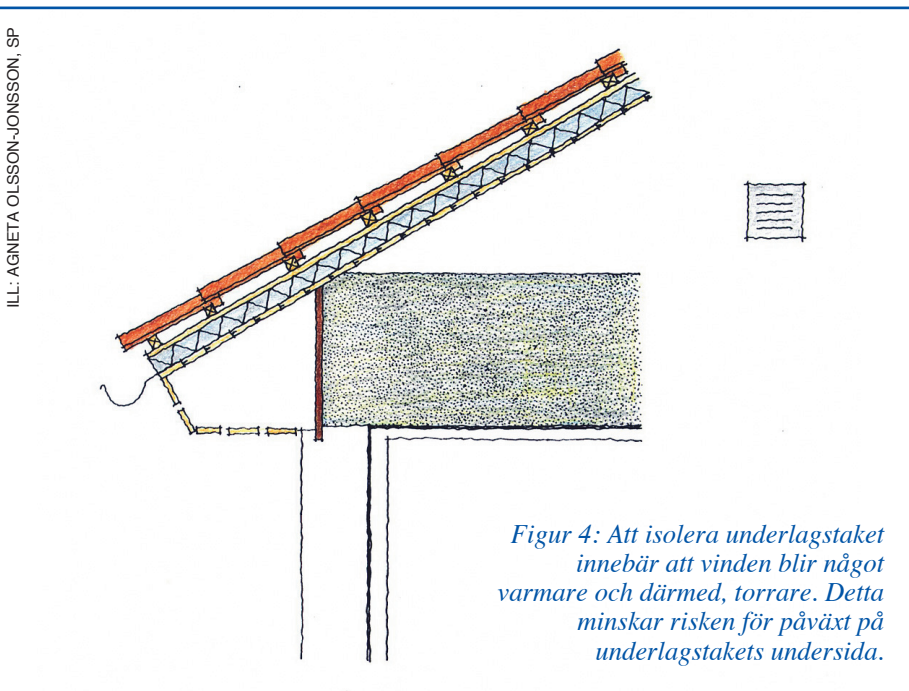 ILL: AGNETA OLSSON-JONSSON, SP
Figur 4: Att isolera underlagstaket
innebär att vinden blir något
varmare och därmed, torrare. Detta
minskar risken för påväxt på
underlagstakets undersida.